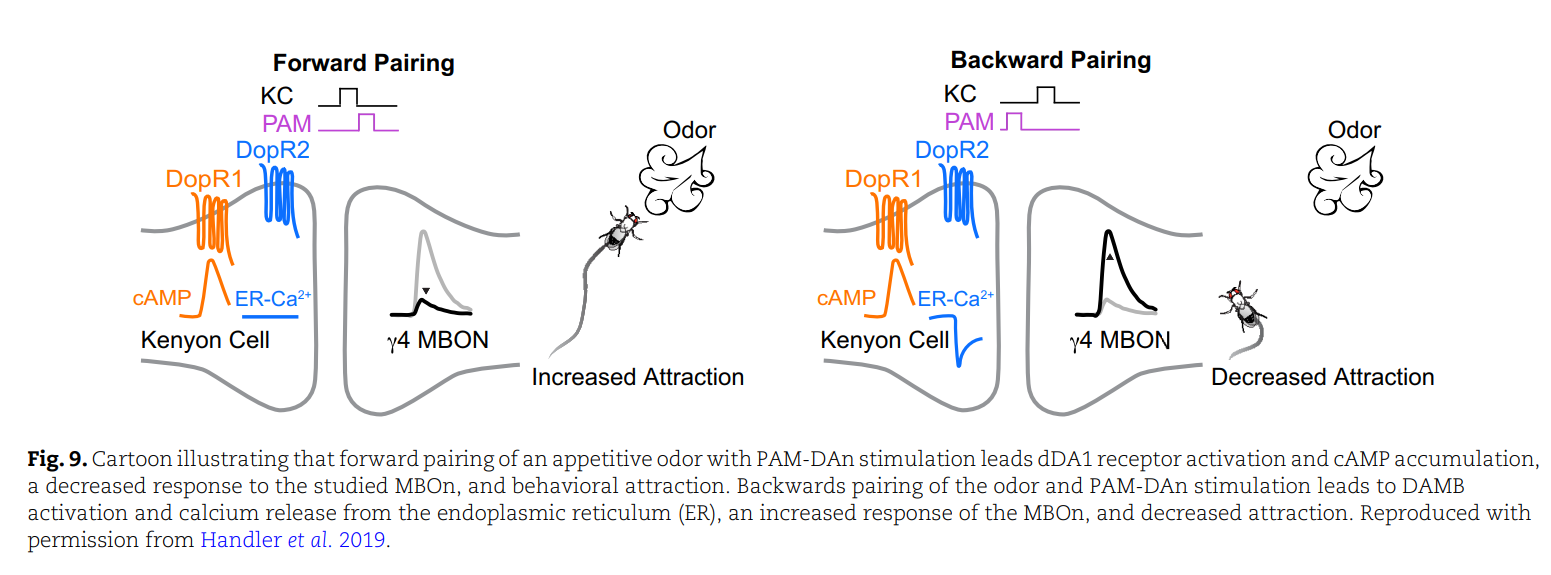 Forward Pairing
KC
PAM
DopR2
DopR1
cAMP
ER-Ca²⁺
Kenyon Cell
γ4 MBON
Odor
Increased Attraction
Backward Pairing
KC
PAM
DopR2
DopR1
cAMP
ER-Ca²⁺
Kenyon Cell
γ4 MBON
Odor
Decreased Attraction
Fig. 9. Cartoon illustrating that forward pairing of an appetitive odor with PAM-DAn stimulation leads dDA1 receptor activation and cAMP accumulation,
a decreased response to the studied MBOn, and behavioral attraction. Backwards pairing of the odor and PAM-DAn stimulation leads to DAMB
activation and calcium release from the endoplasmic reticulum (ER), an increased response of the MBOn, and decreased attraction. Reproduced with
permission from Handler et al. 2019.